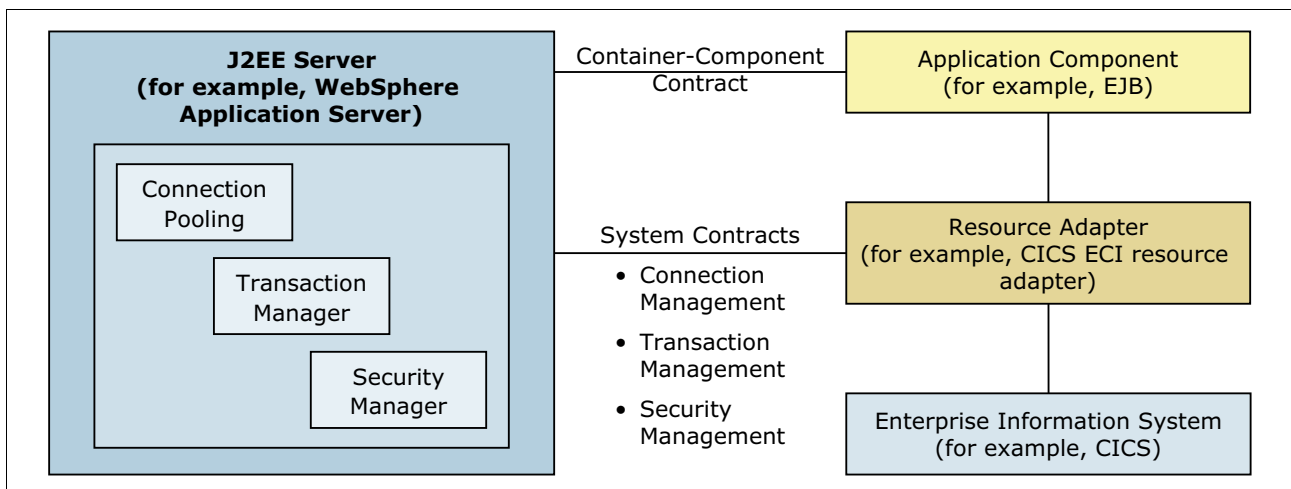 J2EE Server
(for example, WebSphere
Application Server)
Connection
Pooling
Transaction
Manager
Security
Manager
Container-Component
Contract
System Contracts
• Connection
Management
• Transaction
Management
• Security
Management
Application Component
(for example, EJB)
Resource Adapter
(for example, CICS ECI resource
adapter)
Enterprise Information System
(for example, CICS)